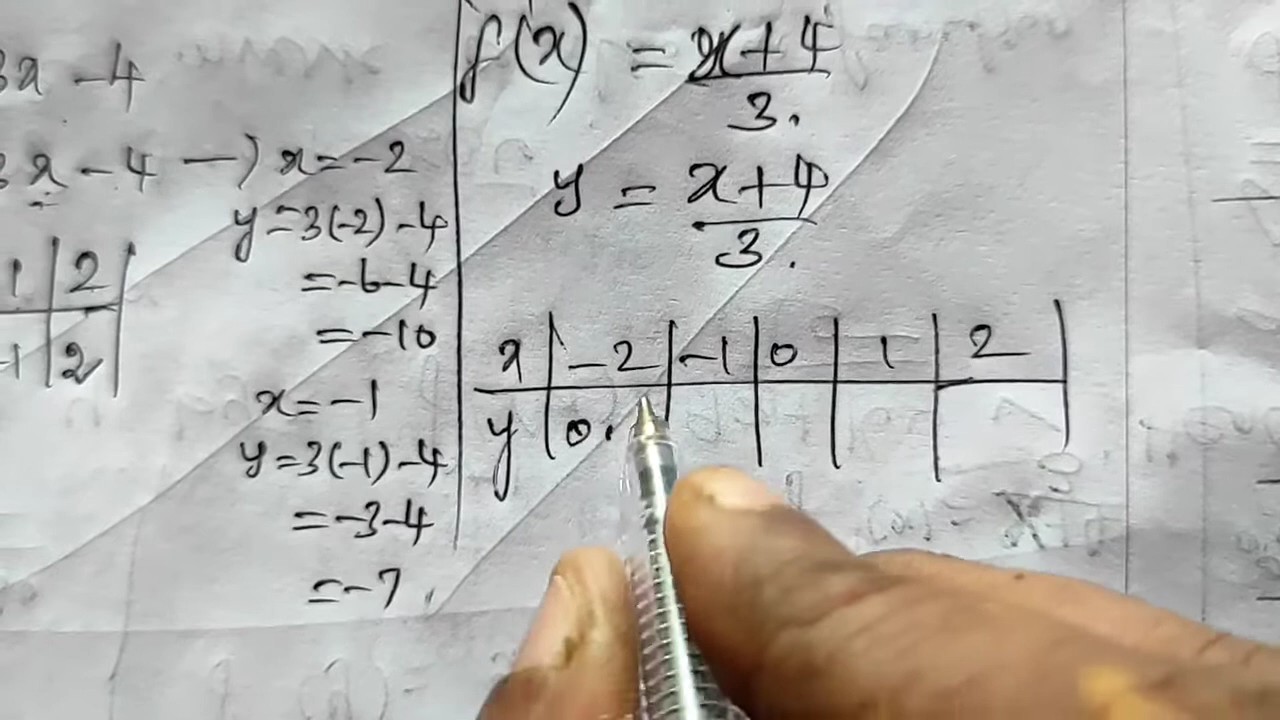 3x - 4
3x - 4 → x = -2
y = 3(-2) - 4
= -6 - 4
= -10
1 | 2
-1 | 2
x = -1
y = 3(-1) - 4
= -3 - 4
= -7.
f(x) = x+4
3.
y = x+4
3.
x | -2 | -1 | 0 | 1 | 2
y | 0.